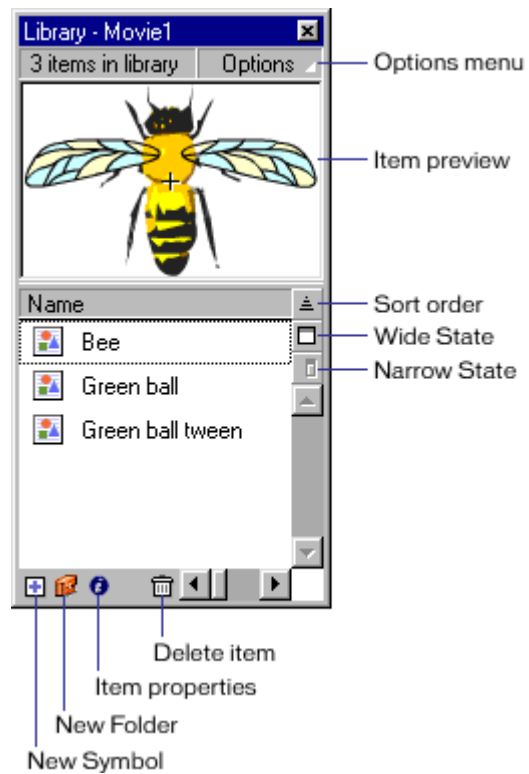 Library - Movie1
3 items in library Options
Options menu
Item preview
Name
Sort order
Wide State
Narrow State
Bee
Green ball
Green ball tween
Delete item
Item properties
New Folder
New Symbol